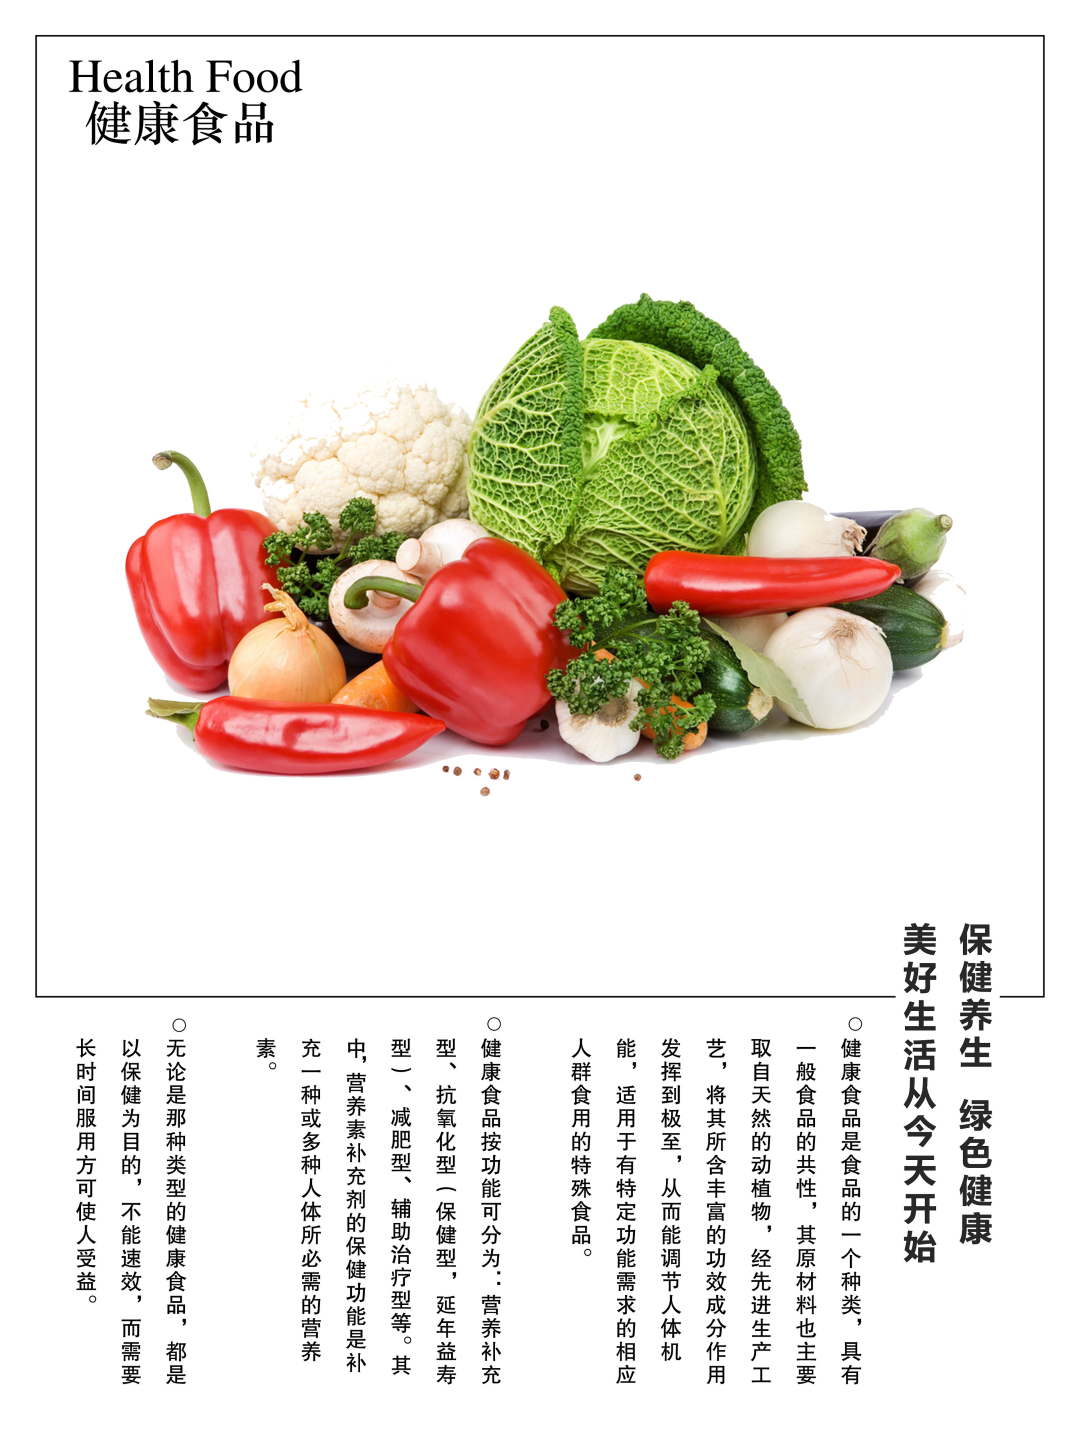 Health Food
健康食品
保健养生 绿色健康
美好生活从今天开始
○健康食品是食品的一个种类，具有
一般食品的共性，其原材料也主要
取自天然的动植物，经先进生产工
艺，将其所含丰富的功效成分作用
发挥到极至，从而能调节人体机
能，适用于有特定功能需求的相应
人群食用的特殊食品。
○健康食品按功能可分为：营养补充
型、抗氧化型(保健型，延年益寿
型)、减肥型、辅助治疗型等。其
中，营养素补充剂的保健功能是补
充一种或多种人体所必需的营养
素。
○无论是那种类型的健康食品，都是
以保健为目的，不能速效，而需要
长时间服用方可使人受益。